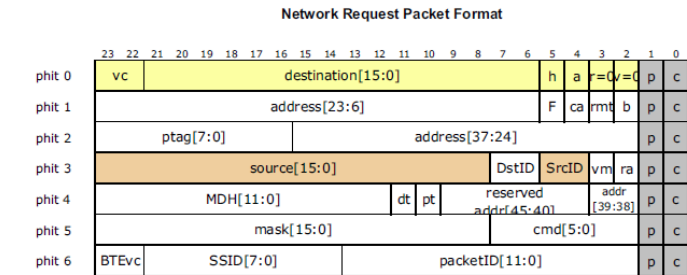 Network Request Packet Format
23 22 21 20 19 18 17 16 15 14 13 12 11 10 9 8 7 6 5 4 3 2 1 0
phit 0 vc destination[15:0] h a r=0 v=0 p c
phit 1 address[23:6] F ca rmt b p c
phit 2 ptag[7:0] address[37:24] p c
phit 3 source[15:0] DstID SrcID vm ra p c
phit 4 MDH[11:0] dt pt reserved addr[45:40] addr [39:38] p c
phit 5 mask[15:0] cmd[5:0] p c
phit 6 BTEvc SSID[7:0] packetID[11:0] p c